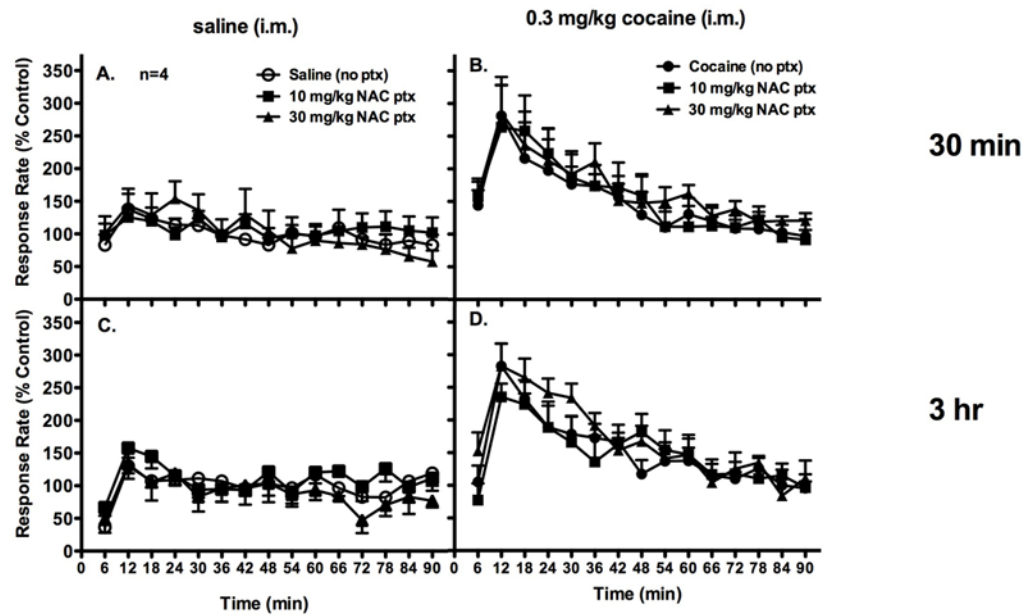 saline (i.m.)
0.3 mg/kg cocaine (i.m.)
Response Rate (% Control)
350
300
250
200
150
100
50
0
A. n=4
Saline (no ptx)
10 mg/kg NAC ptx
30 mg/kg NAC ptx
B.
Cocaine (no ptx)
10 mg/kg NAC ptx
30 mg/kg NAC ptx
30 min
Response Rate (% Control)
350
300
250
200
150
100
50
0
C.
D.
3 hr
0 6 12 18 24 30 36 42 48 54 60 66 72 78 84 90
0 6 12 18 24 30 36 42 48 54 60 66 72 78 84 90
Time (min)
Time (min)